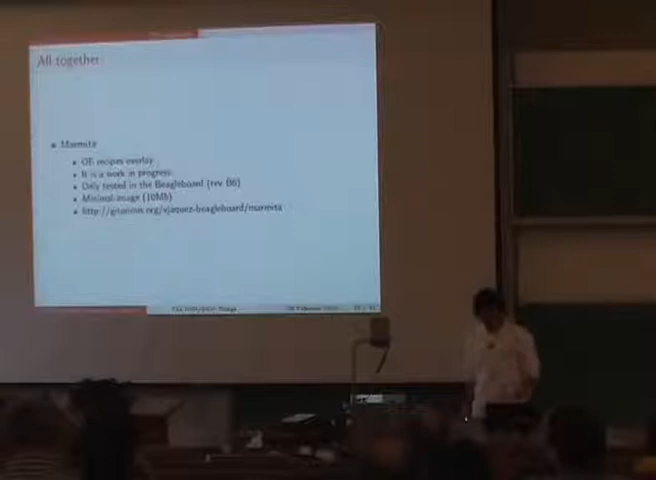 All together
Marmita
OE recipes overlay
It is a work in progress
Only tested in the Beagleboard (rev B6)
Minimal image (10Mb)
http://gitorious.org/vjaquez-beagleboard/marmita